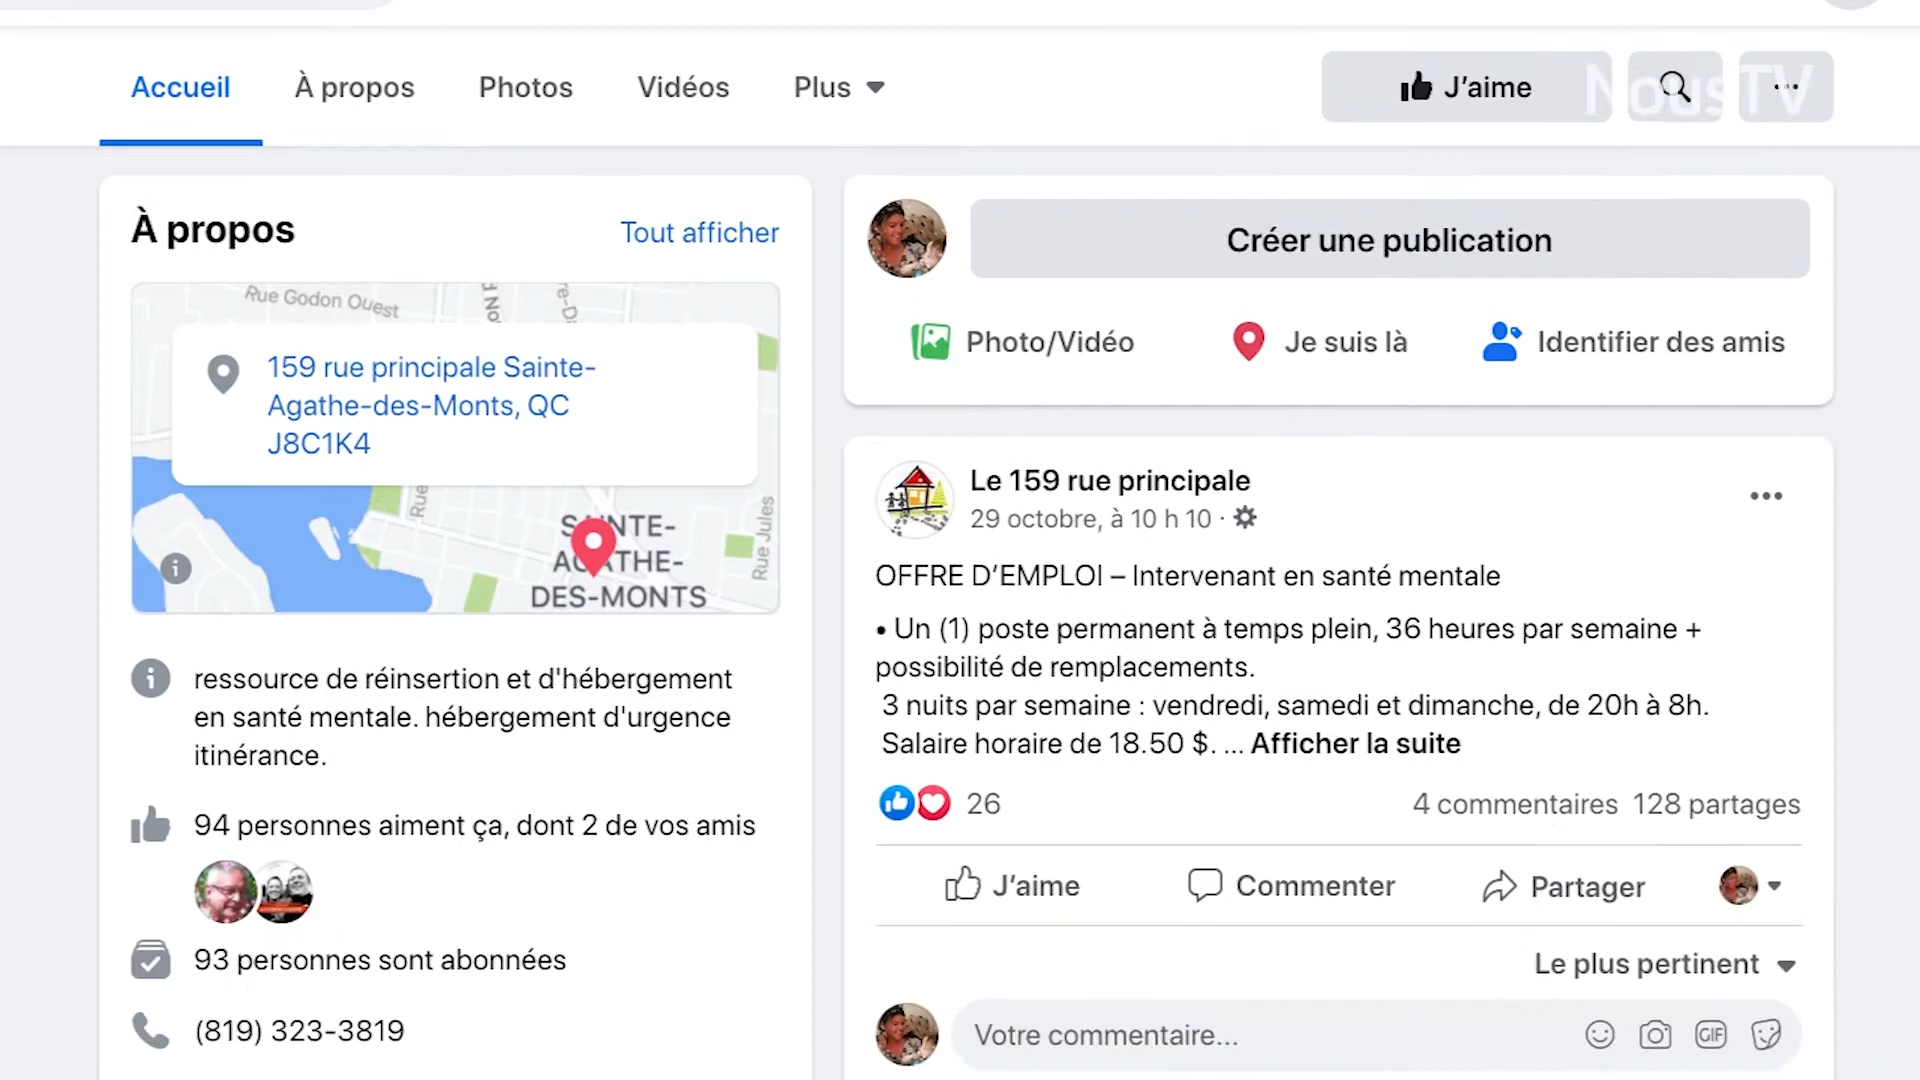 Accueil
À propos
Photos
Vidéos
Plus
J'aime
NousTV
À propos
Tout afficher
Rue Godon Ouest
159 rue principale Sainte-
Agathe-des-Monts, QC
J8C1K4
Rue
Rue Jules
DES-MONTS
ressource de réinsertion et d'hébergement
en santé mentale. hébergement d'urgence
itinérance.
94 personnes aiment ça, dont 2 de vos amis
93 personnes sont abonnées
(819) 323-3819
Créer une publication
Photo/Vidéo
Je suis là
Identifier des amis
Le 159 rue principale
29 octobre, à 10 h 10 ·
OFFRE D'EMPLOI – Intervenant en santé mentale
• Un (1) poste permanent à temps plein, 36 heures par semaine +
possibilité de remplacements.
3 nuits par semaine : vendredi, samedi et dimanche, de 20h à 8h.
Salaire horaire de 18.50 $. ... Afficher la suite
26
4 commentaires 128 partages
J'aime
Commenter
Partager
Le plus pertinent
Votre commentaire...
GIF